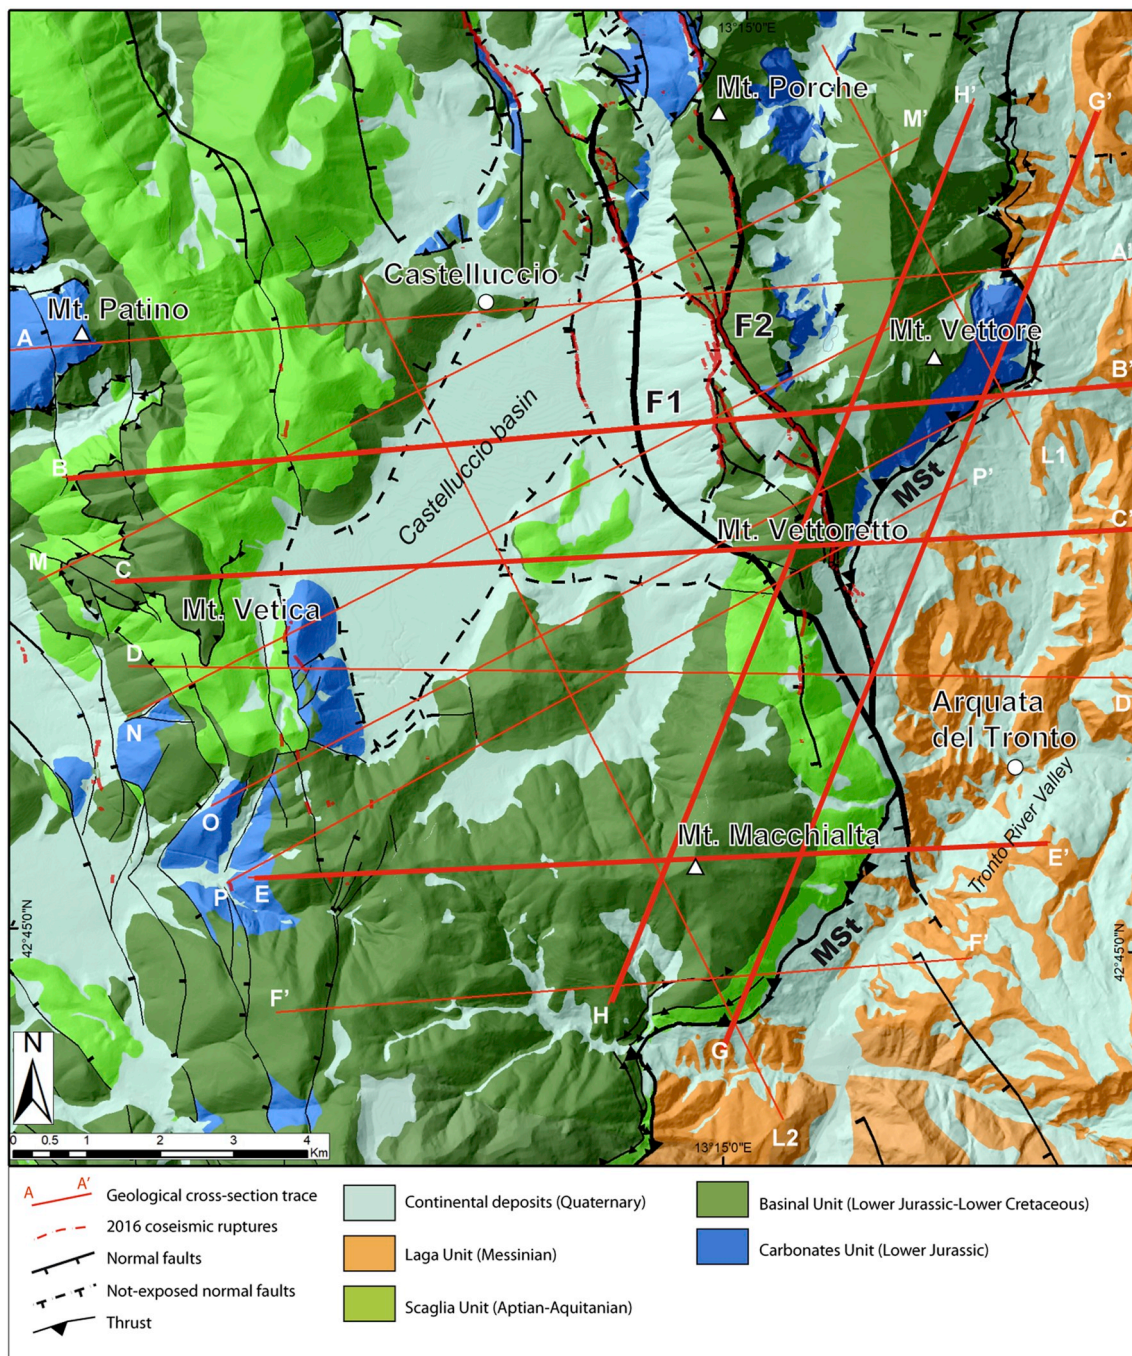 13°15'0"E
Mt. Porche
H'
G'
M'
Castelluccio
A'
Mt. Patino
F2
A
Mt. Vettore
F1
B'
Castelluccio basin
B
MSt
L1
P'
Mt. Vettoretto
C'
M
C
Mt. Vetica
D
Arquata
del Tronto
D'
N
O
Mt. Macchialta
Tronto River Valley
E'
P
E
42°45'0"N
MSt
F'
42°45'0"N
F'
H
G
N
13°15'0"E
L2
0 0.5 1 2 3 4
Km
A A'
Geological cross-section trace
2016 coseismic ruptures
Normal faults
Not-exposed normal faults
Thrust
Continental deposits (Quaternary)
Laga Unit (Messinian)
Scaglia Unit (Aptian-Aquitanian)
Basinal Unit (Lower Jurassic-Lower Cretaceous)
Carbonates Unit (Lower Jurassic)